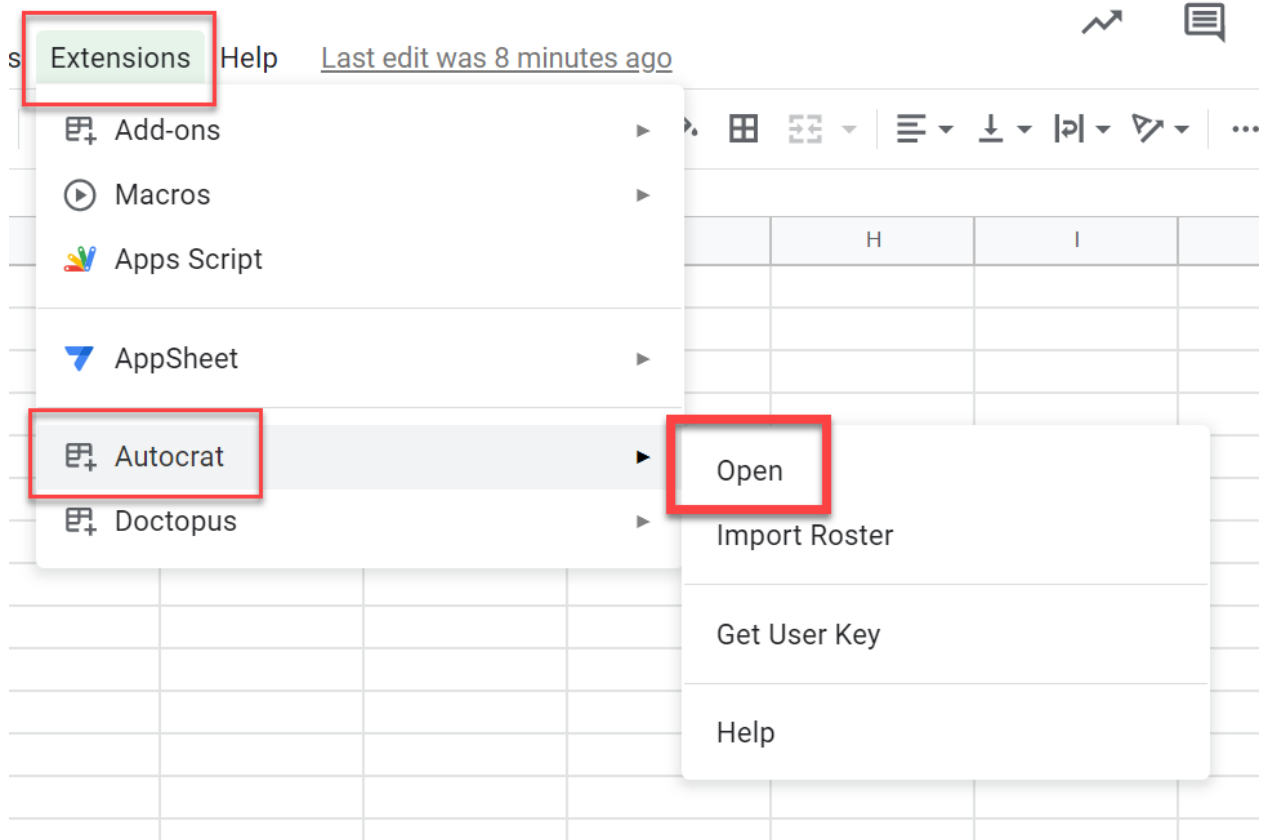 s Extensions Help Last edit was 8 minutes ago
Add-ons
Macros
H I
Apps Script
AppSheet
Autocrat
Doctopus
Open
Import Roster
Get User Key
Help